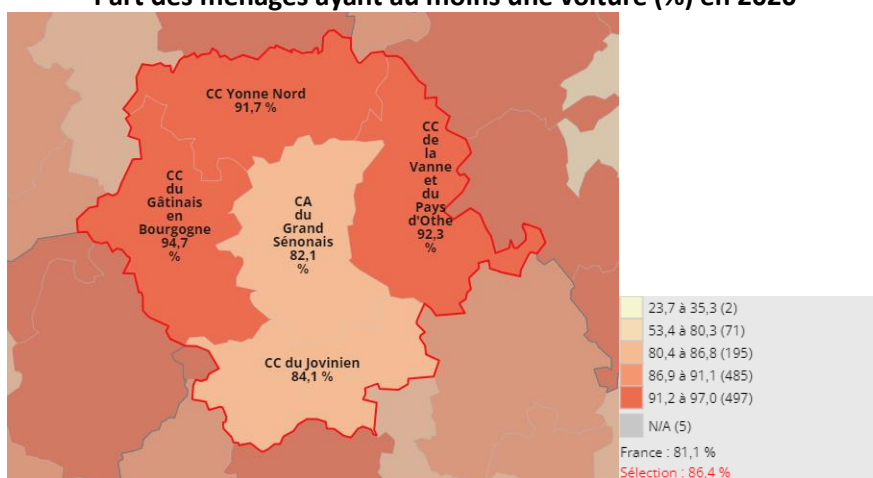 Part des ménages ayant au moins une voiture (%) en 2020
CC Yonne Nord
91,7 %
CC
de
la
Vanne
et
du
Pays
d'Othe
92,3
%
CC
du
Gâtinais
en
Bourgogne
94,7
%
CA
du
Grand
Sénonais
82,1
%
CC du Jovinien
84,1 %
23,7 à 35,3 (2)
53,4 à 80,3 (71)
80,4 à 86,8 (195)
86,9 à 91,1 (485)
91,2 à 97,0 (497)
N/A (5)
France : 81,1 %
Sélection : 86,4 %